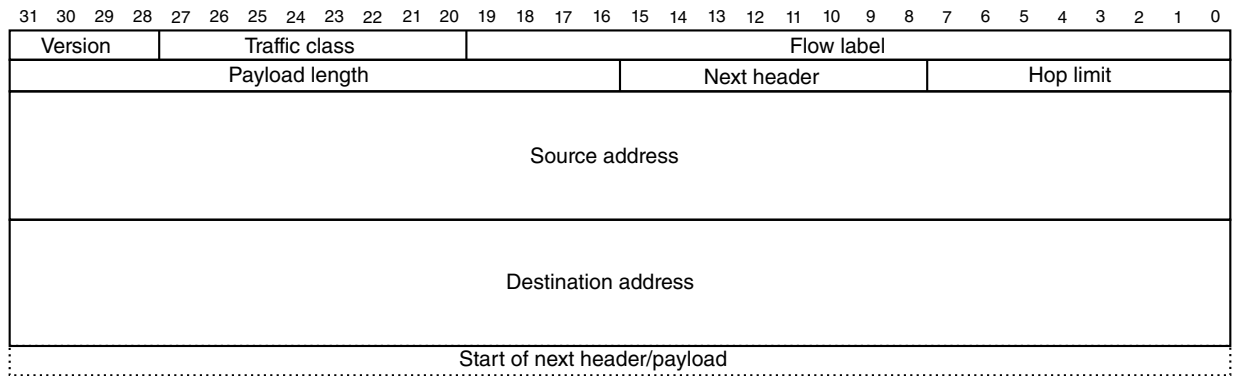 31 30 29 28 27 26 25 24 23 22 21 20 19 18 17 16 15 14 13 12 11 10 9 8 7 6 5 4 3 2 1 0
Version Traffic class Flow label
Payload length Next header Hop limit
Source address
Destination address
Start of next header/payload